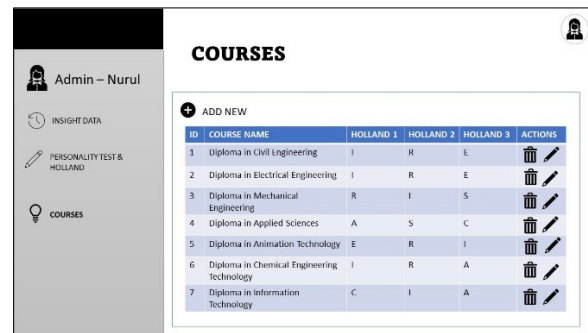 COURSES
Admin – Nurul
INSIGHT DATA
PERSONALITY TEST &
HOLLAND
COURSES
ADD NEW
ID COURSE NAME HOLLAND 1 HOLLAND 2 HOLLAND 3 ACTIONS
1 Diploma in Civil Engineering I R E
2 Diploma in Electrical Engineering I R E
3 Diploma in Mechanical R I S
Engineering
4 Diploma in Applied Sciences A S C
5 Diploma in Animation Technology E R I
6 Diploma in Chemical Engineering I R A
Technology
7 Diploma in Information C I A
Technology